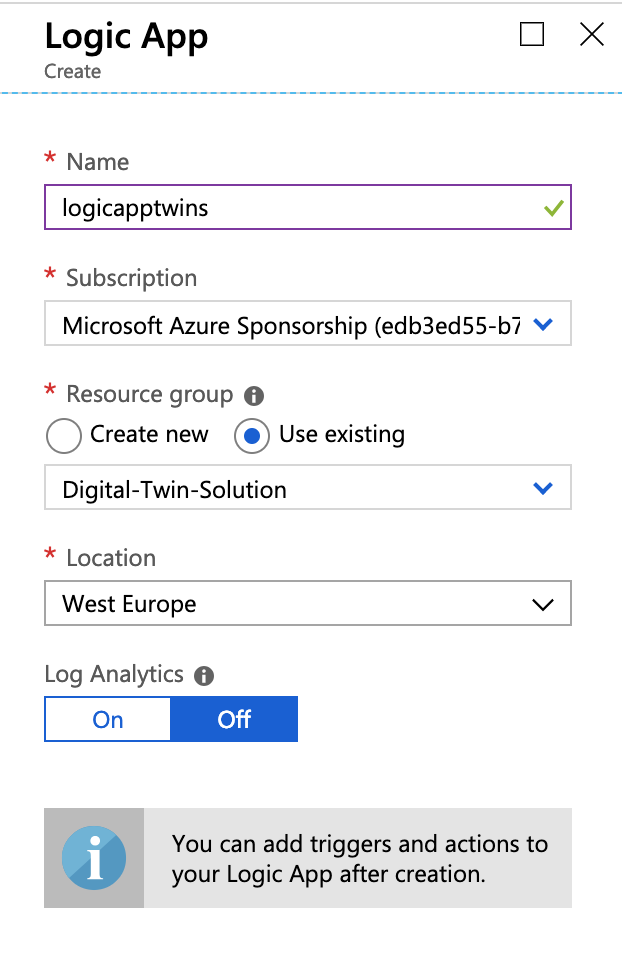 Logic App
Create
* Name
logicapptwins
* Subscription
Microsoft Azure Sponsorship (edb3ed55-b7
* Resource group
Create new Use existing
Digital-Twin-Solution
* Location
West Europe
Log Analytics
On Off
You can add triggers and actions to
your Logic App after creation.